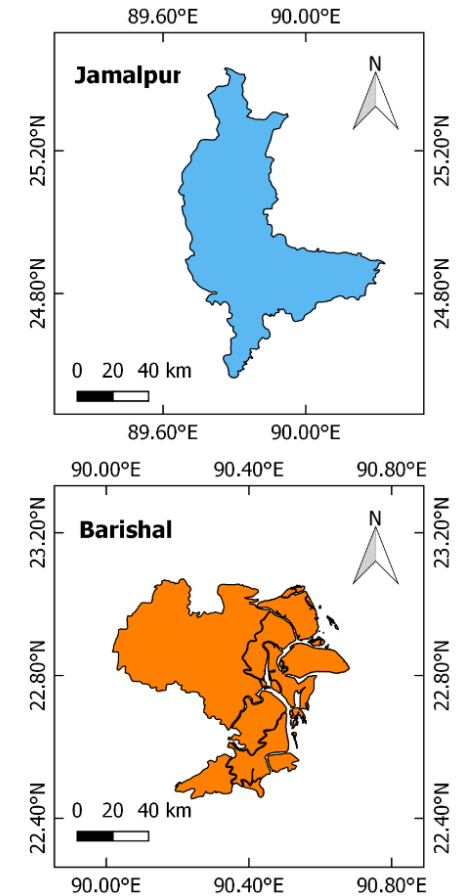 89.60°E 90.00°E
Jamalpur
N
25.20°N 25.20°N
24.80°N 24.80°N
0 20 40 km
89.60°E 90.00°E
90.00°E 90.40°E 90.80°E
23.20°N 23.20°N
Barishal
N
22.80°N 22.80°N
22.40°N 22.40°N
0 20 40 km
90.00°E 90.40°E 90.80°E